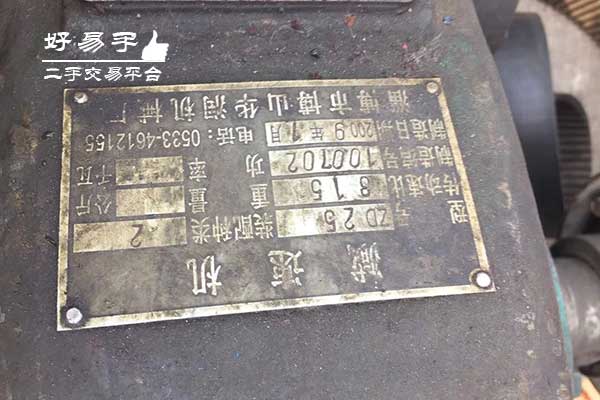 好易手
二手交易平台
减速机
型号 ZD25 装配种类 2
传动速比 815 重量 公斤
制造编号 100702 功率 千瓦
制造日期 2009年1月 电话：0533-4612155
淄博市博山华润机械厂